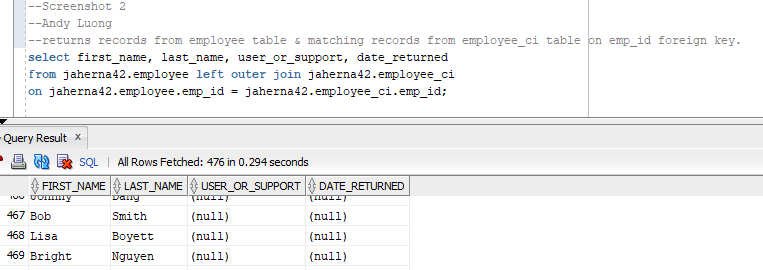 --Screenshot 2
--Andy Luong
--returns records from employee table & matching records from employee_ci table on emp_id foreign key.
select first_name, last_name, user_or_support, date_returned
from jaherna42.employee left outer join jaherna42.employee_ci
on jaherna42.employee.emp_id = jaherna42.employee_ci.emp_id;
Query Result x
SQL | All Rows Fetched: 476 in 0.294 seconds
FIRST_NAME LAST_NAME USER_OR_SUPPORT DATE_RETURNED
(null) (null)
467 Bob Smith (null) (null)
468 Lisa Boyett (null) (null)
469 Bright Nguyen (null) (null)